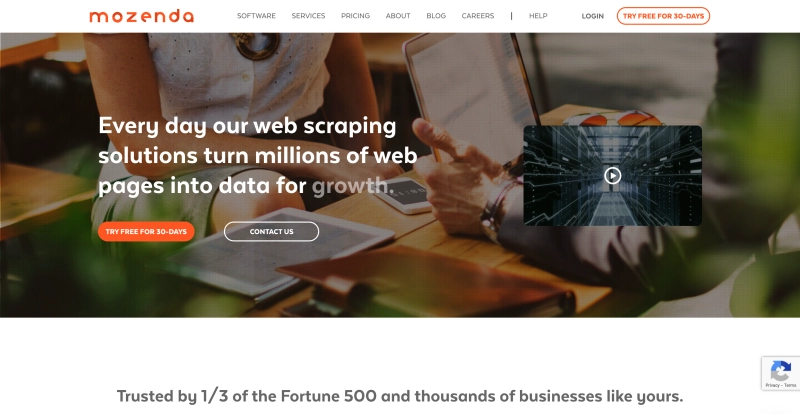 mozenda
SOFTWARE SERVICES PRICING ABOUT BLOG CAREERS | HELP LOGIN TRY FREE FOR 30-DAYS
Every day our web scraping
solutions turn millions of web
pages into data for growth.
TRY FREE FOR 30-DAYS CONTACT US
Privacy - Terms
Trusted by 1/3 of the Fortune 500 and thousands of businesses like yours.